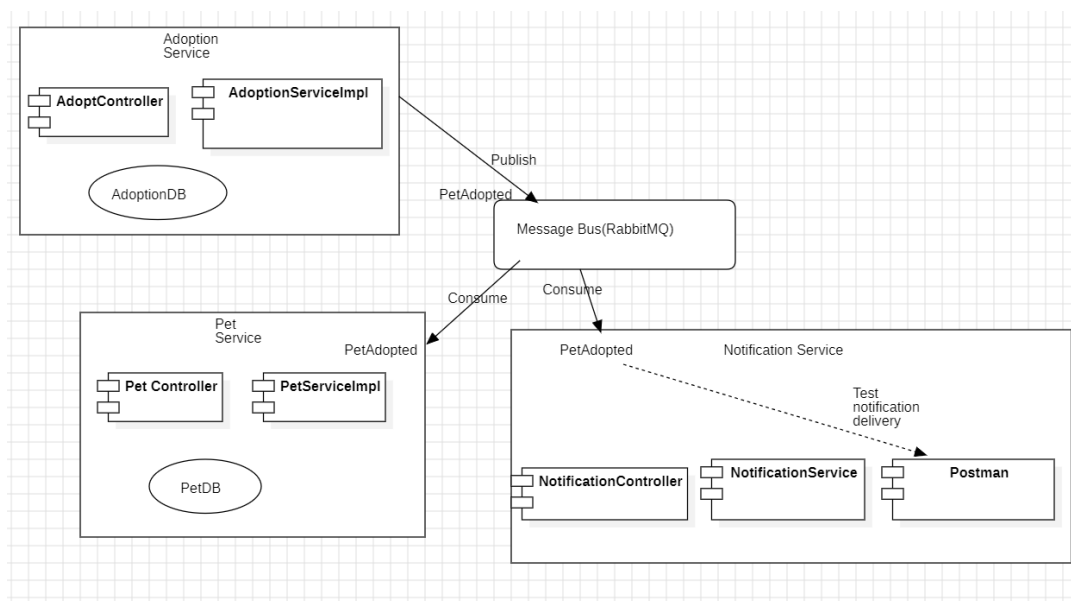 Adoption
Service
AdoptController
AdoptionServiceImpl
AdoptionDB
Publish
PetAdopted
Message Bus(RabbitMQ)
Consume
Consume
Pet
Service
PetAdopted
Pet Controller
PetServiceImpl
PetDB
PetAdopted
Notification Service
Test
notification
delivery
NotificationController
NotificationService
Postman